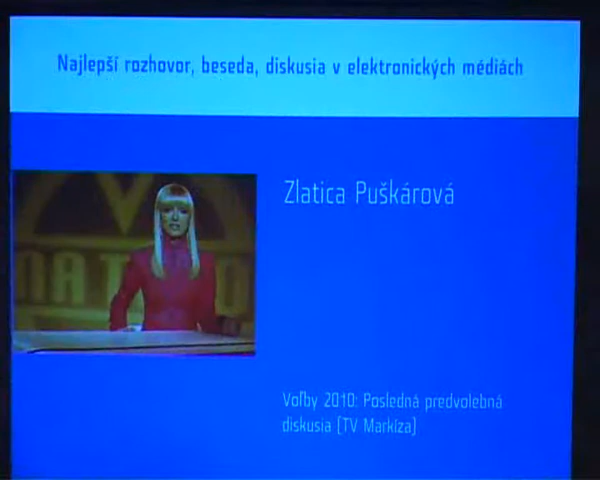 Najlepší rozhovor, beseda, diskusia v elektronických médiách
Zlatica Puškárová
Voľby 2010: Posledná predvolebná
diskusia [TV Markíza]